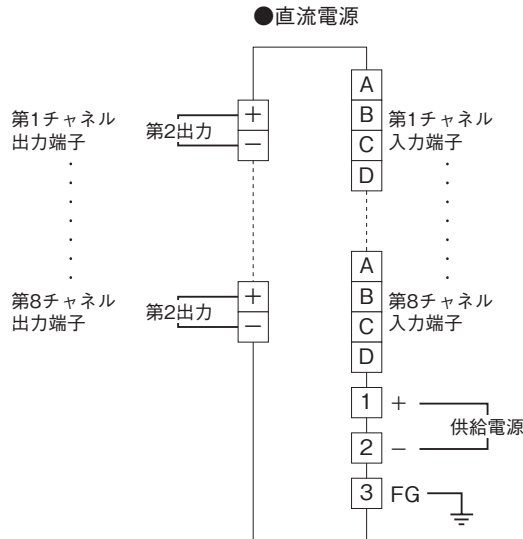 ●直流電源
第1チャネル
出力端子
第2出力
+
−
A
B
C
D
第1チャネル
入力端子
第8チャネル
出力端子
第2出力
+
−
A
B
C
D
第8チャネル
入力端子
1 +
2 −
供給電源
3 FG